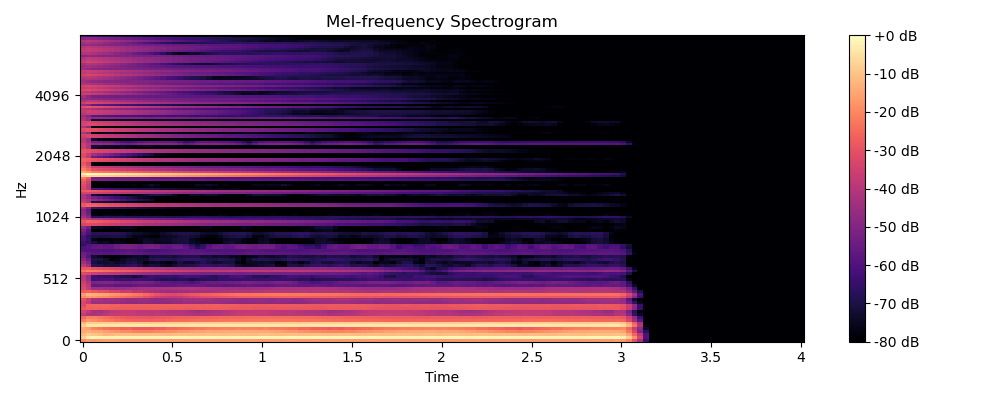 Mel-frequency Spectrogram
Hz
4096
2048
1024
512
0
0
0.5
1
1.5
2
2.5
3
3.5
4
Time
+0 dB
-10 dB
-20 dB
-30 dB
-40 dB
-50 dB
-60 dB
-70 dB
-80 dB